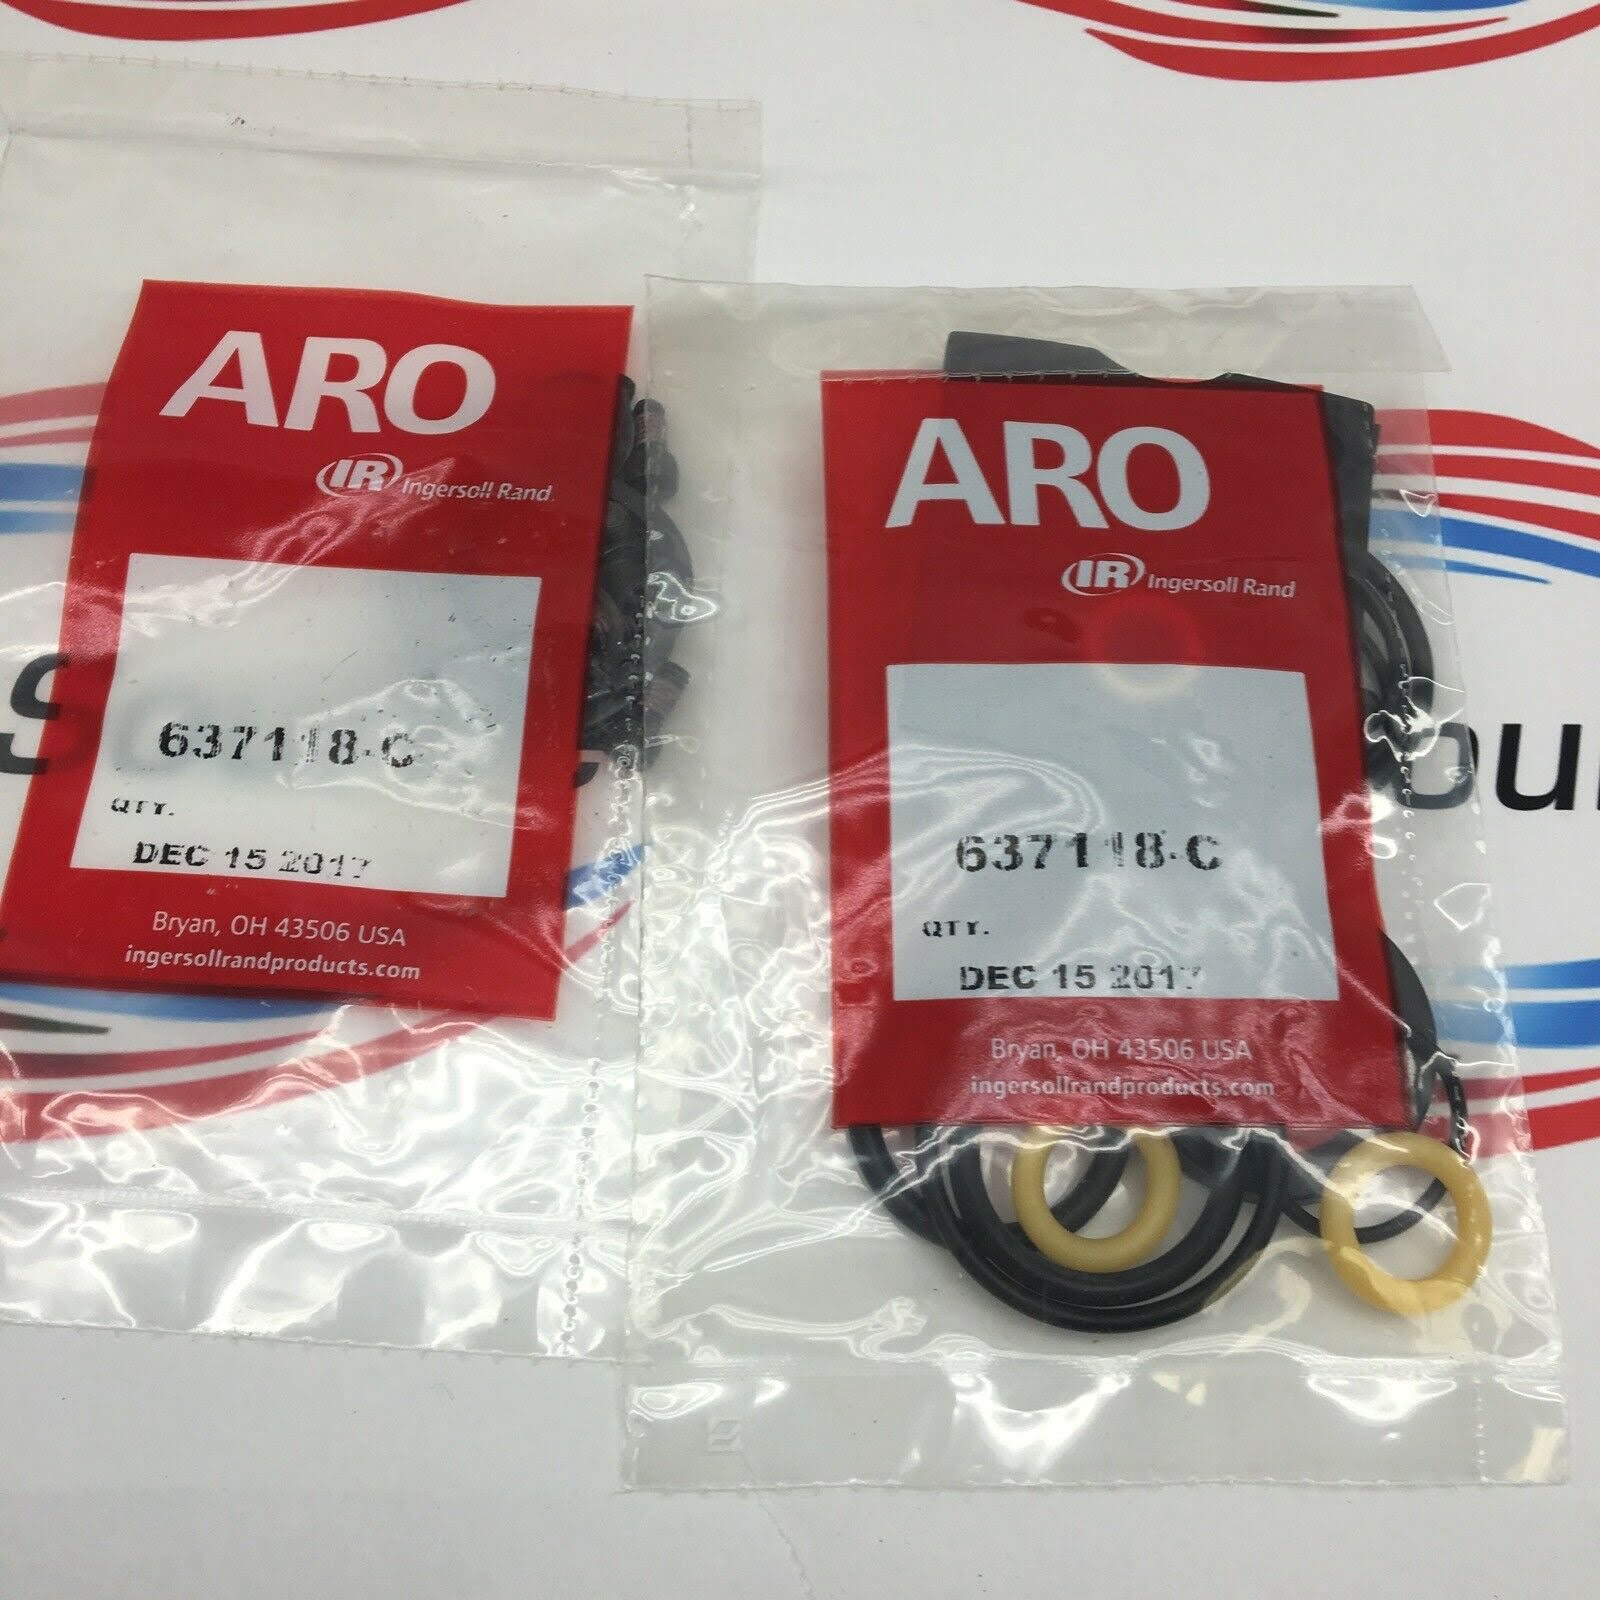 ARO
IR Ingersoll Rand
637118-C
QTY.
DEC 15 2017
Bryan, OH 43506 USA
ingersollrandproducts.com
ARO
IR Ingersoll Rand
637118-C
QTY.
DEC 15 2017
Bryan, OH 43506 USA
ingersollrandproducts.com